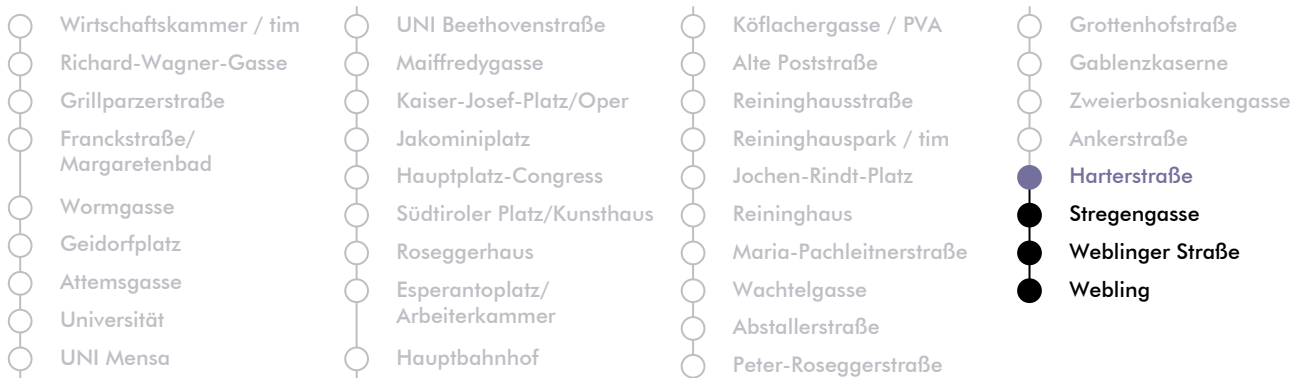 Wirtschaftskammer / tim
Richard-Wagner-Gasse
Grillparzerstraße
Franckstraße/
Margaretenbad
Wormgasse
Geidorfplatz
Attemsgasse
Universität
UNI Mensa
UNI Beethovenstraße
Maiffredygasse
Kaiser-Josef-Platz/Oper
Jakominiplatz
Hauptplatz-Congress
Südtiroler Platz/Kunsthaus
Roseggerhaus
Esperantoplatz/
Arbeiterkammer
Hauptbahnhof
Köflachergasse / PVA
Alte Poststraße
Reininghausstraße
Reininghauspark / tim
Jochen-Rindt-Platz
Reininghaus
Maria-Pachleitnerstraße
Wachtelgasse
Abstallerstraße
Peter-Roseggerstraße
Grottenhofstraße
Gablenzkaserne
Zweierbosniakengasse
Ankerstraße
Harterstraße
Stregengasse
Weblinger Straße
Webling